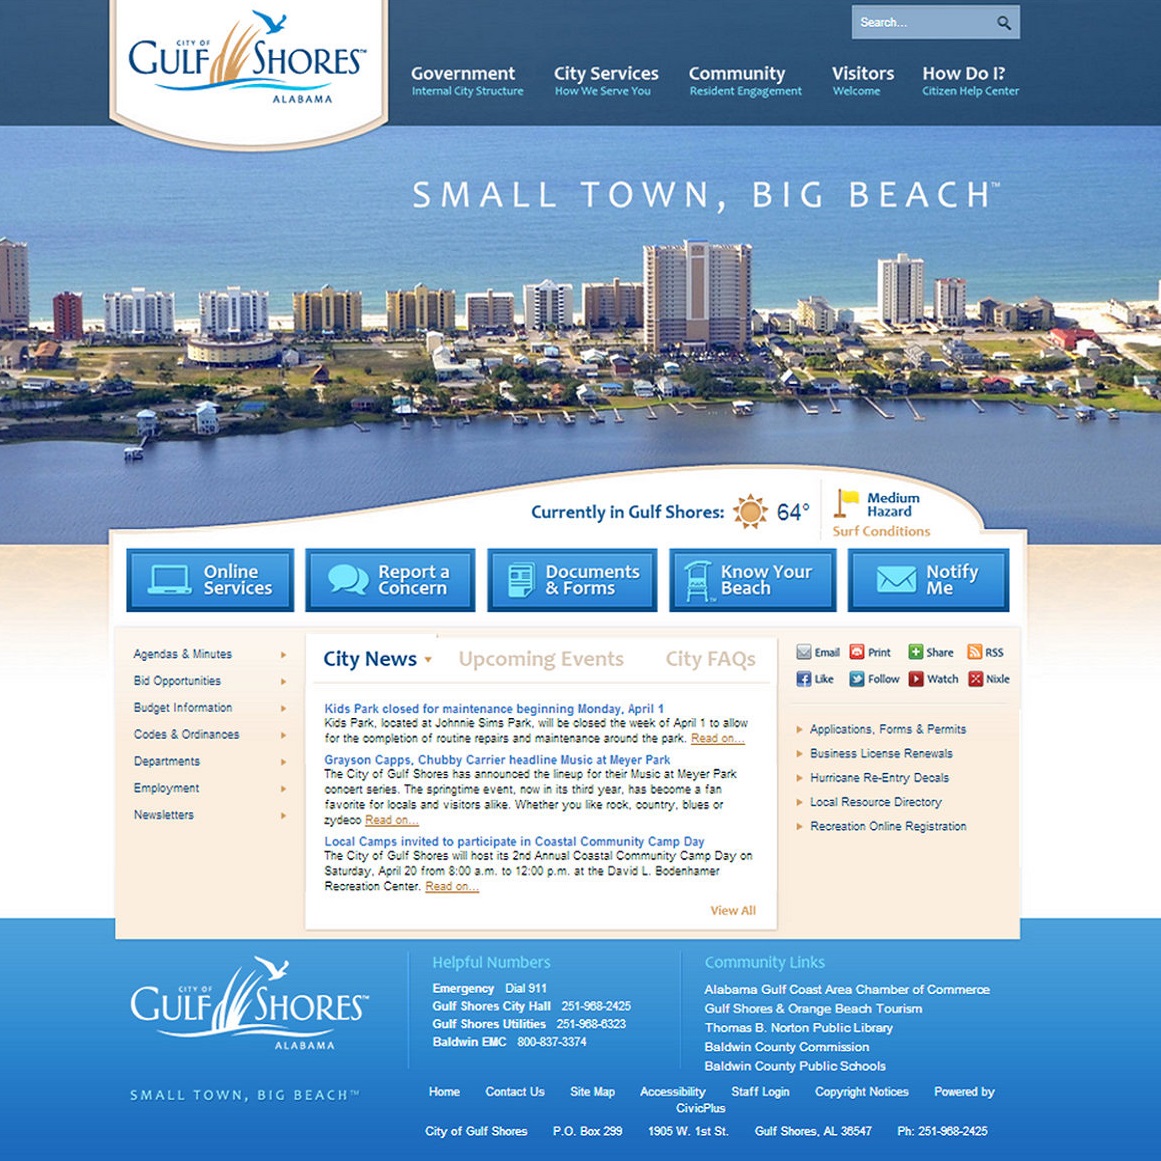 CITY OF
GULF SHORES™
ALABAMA
Search...
Government
Internal City Structure
City Services
How We Serve You
Community
Resident Engagement
Visitors
Welcome
How Do I?
Citizen Help Center
SMALL TOWN, BIG BEACH™
Currently in Gulf Shores: 64°
Medium
Hazard
Surf Conditions
Online
Services
Report a
Concern
Documents
& Forms
Know Your
Beach
Notify
Me
Agendas & Minutes
Bid Opportunities
Budget Information
Codes & Ordinances
Departments
Employment
Newsletters
City News Upcoming Events City FAQs
Kids Park closed for maintenance beginning Monday, April 1
Kids Park, located at Johnnie Sims Park, will be closed the week of April 1 to allow
for the completion of routine repairs and maintenance around the park. Read on...
Grayson Capps, Chubby Carrier headline Music at Meyer Park
The City of Gulf Shores has announced the lineup for their Music at Meyer Park
concert series. The springtime event, now in its third year, has become a fan
favorite for locals and visitors alike. Whether you like rock, country, blues or
zydeco Read on...
Local Camps invited to participate in Coastal Community Camp Day
The City of Gulf Shores will host its 2nd Annual Coastal Community Camp Day on
Saturday, April 20 from 8:00 a.m. to 12:00 p.m. at the David L. Bodenhamer
Recreation Center. Read on...
View All
Email Print Share RSS
Like Follow Watch Nixle
Applications, Forms & Permits
Business License Renewals
Hurricane Re-Entry Decals
Local Resource Directory
Recreation Online Registration
CITY OF
GULF SHORES™
ALABAMA
SMALL TOWN, BIG BEACH™
Helpful Numbers
Emergency Dial 911
Gulf Shores City Hall 251-968-2425
Gulf Shores Utilities 251-968-6323
Baldwin EMC 800-837-3374
Community Links
Alabama Gulf Coast Area Chamber of Commerce
Gulf Shores & Orange Beach Tourism
Thomas B. Norton Public Library
Baldwin County Commission
Baldwin County Public Schools
Home Contact Us Site Map Accessibility Staff Login Copyright Notices Powered by
CivicPlus
City of Gulf Shores P.O. Box 299 1905 W. 1st St. Gulf Shores, AL 36547 Ph: 251-968-2425